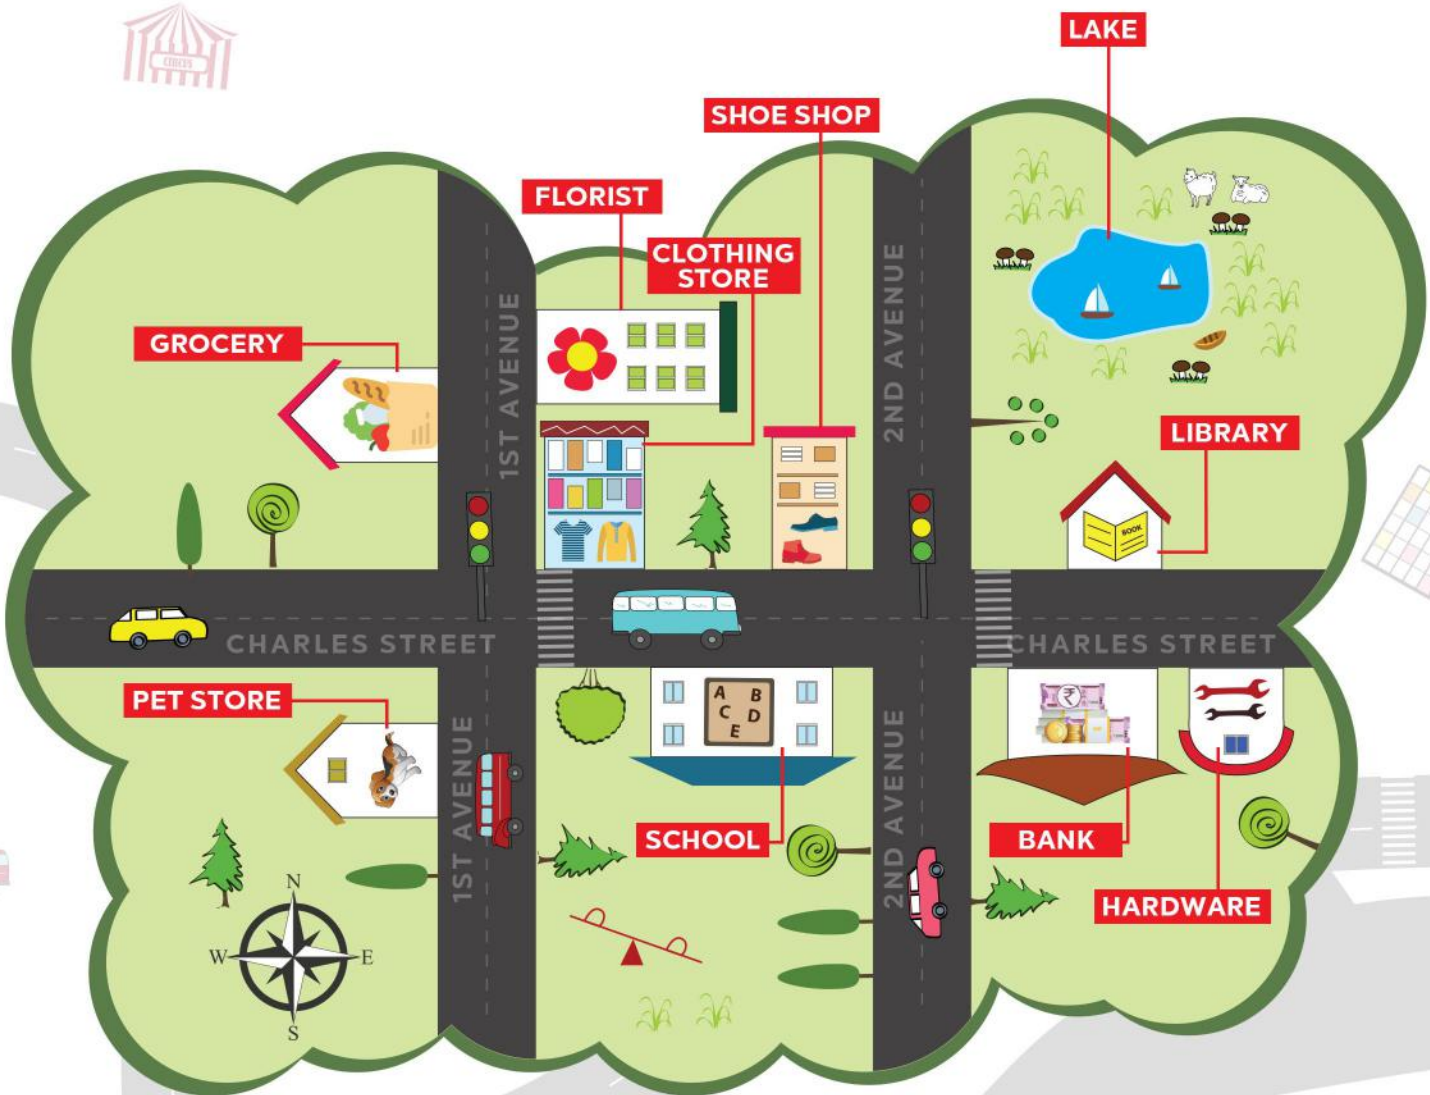 CIRCUS
LAKE
SHOE SHOP
FLORIST
CLOTHING
STORE
GROCERY
1ST AVENUE
2ND AVENUE
LIBRARY
BOOK
CHARLES STREET
CHARLES STREET
PET STORE
A B
C D
E
₹
1ST AVENUE
2ND AVENUE
SCHOOL
BANK
HARDWARE
N
W E
S